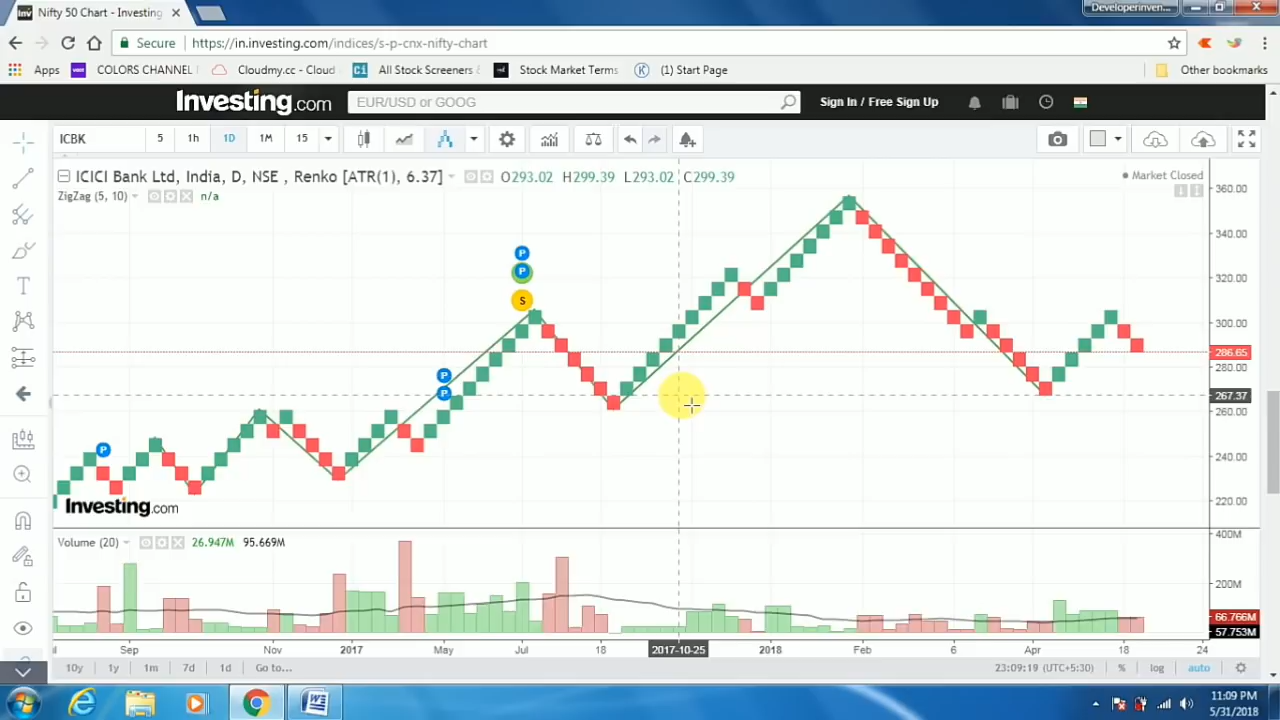 Nifty 50 Chart - Investing
Developerinven...
Secure
https://in.investing.com/indices/s-p-cnx-nifty-chart
Apps
COLORS CHANNEL
Cloudmy.cc - Cloud
All Stock Screeners
Stock Market Terms
(1) Start Page
Other bookmarks
Investing.com
EUR/USD or GOOG
Sign In / Free Sign Up
ICBK 5 1h 1D 1M 15
ICICI Bank Ltd, India, D, NSE , Renko [ATR(1), 6.37]
O293.02 H299.39 L293.02 C299.39
Market Closed
ZigZag (5, 10) n/a
360.00
340.00
320.00
300.00
286.65
280.00
267.37
260.00
240.00
220.00
P
P
S
P
P
P
Investing.com
Volume (20) 26.947M 95.669M
400M
200M
66.766M
57.753M
Sep Nov 2017 May Jul 18 2017-10-25 2018 Feb 6 Apr 18 24
10y 1y 1m 7d 1d Go to...
23:09:19 (UTC+5:30) % log auto
11:09 PM
5/31/2018